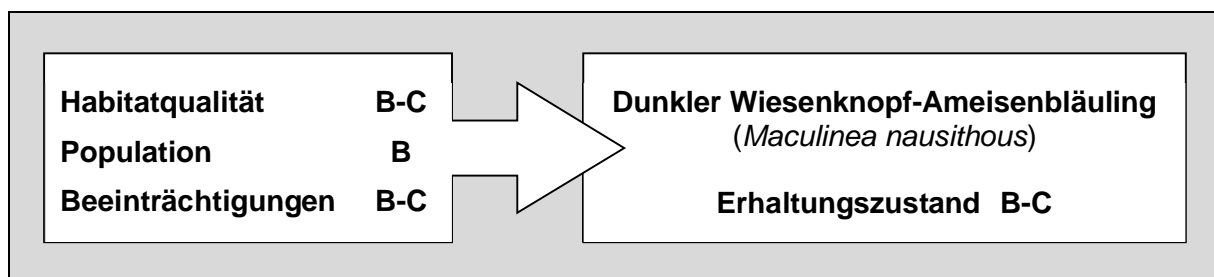 Habitatqualität B-C
Population B
Beeinträchtigungen B-C
Dunkler Wiesenknopf-Ameisenbläuling
(Maculinea nausithous)
Erhaltungszustand B-C